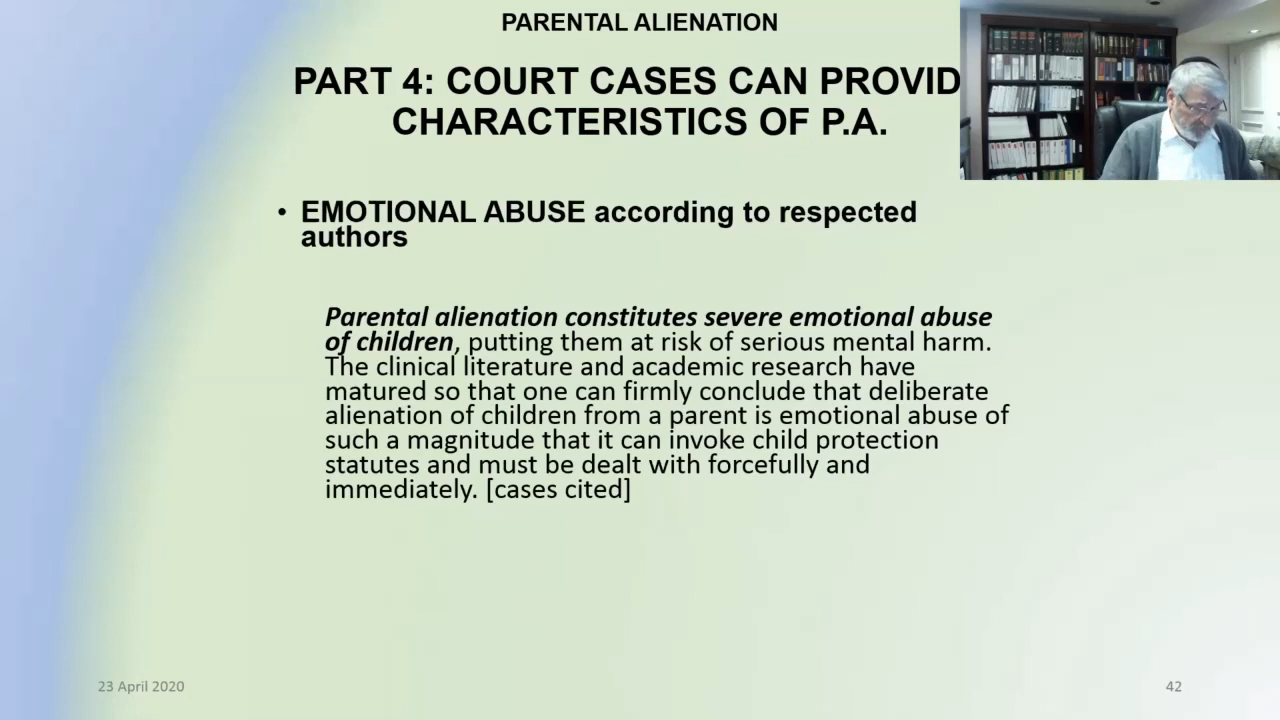 PARENTAL ALIENATION
PART 4: COURT CASES CAN PROVID
CHARACTERISTICS OF P.A.
• EMOTIONAL ABUSE according to respected
authors
Parental alienation constitutes severe emotional abuse
of children, putting them at risk of serious mental harm.
The clinical literature and academic research have
matured so that one can firmly conclude that deliberate
alienation of children from a parent is emotional abuse of
such a magnitude that it can invoke child protection
statutes and must be dealt with forcefully and
immediately. [cases cited]
23 April 2020
42